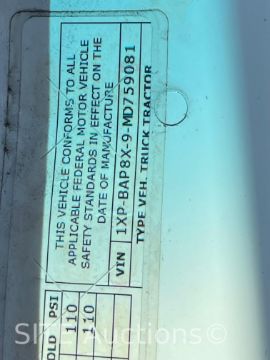 THIS VEHICLE CONFORMS TO ALL
APPLICABLE FEDERAL MOTOR VEHICLE
SAFETY STANDARDS IN EFFECT ON THE
DATE OF MANUFACTURE
VIN 1XP-BAP8X-9-MD759081
TYPE VEH. TRUCK TRACTOR
OLD PSI
110
110
Auctions ©